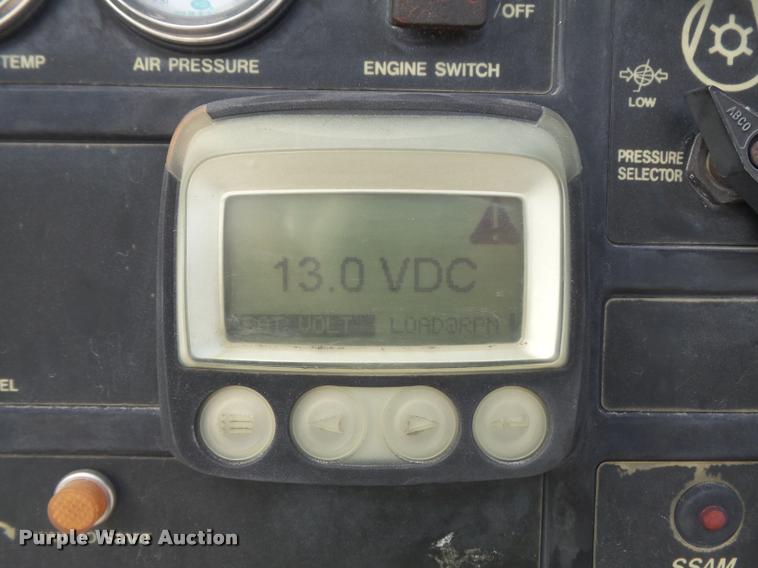 TEMP
AIR PRESSURE
/OFF
ENGINE SWITCH
LOW
ABCO
PRESSURE
SELECTOR
13.0 VDC
BAT VOLT LOAD@RPM
EL
SSAM
Purple Wave Auction